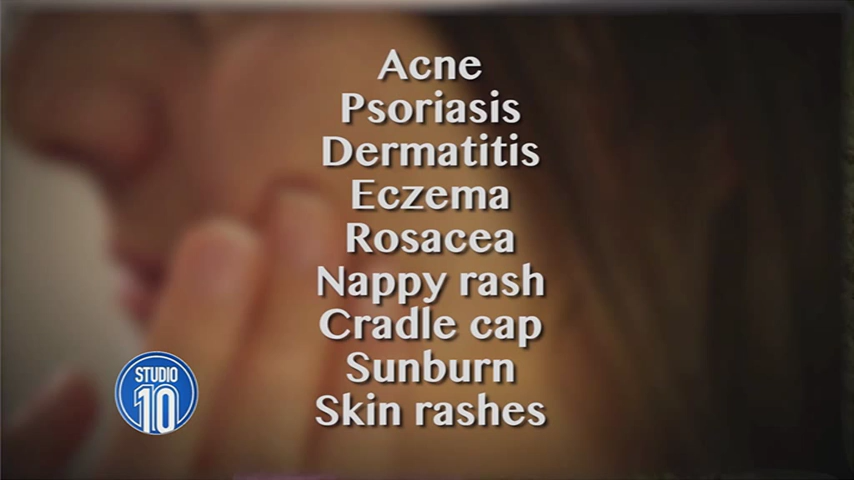 Acne
Psoriasis
Dermatitis
Eczema
Rosacea
Nappy rash
Cradle cap
Sunburn
Skin rashes
STUDIO
10